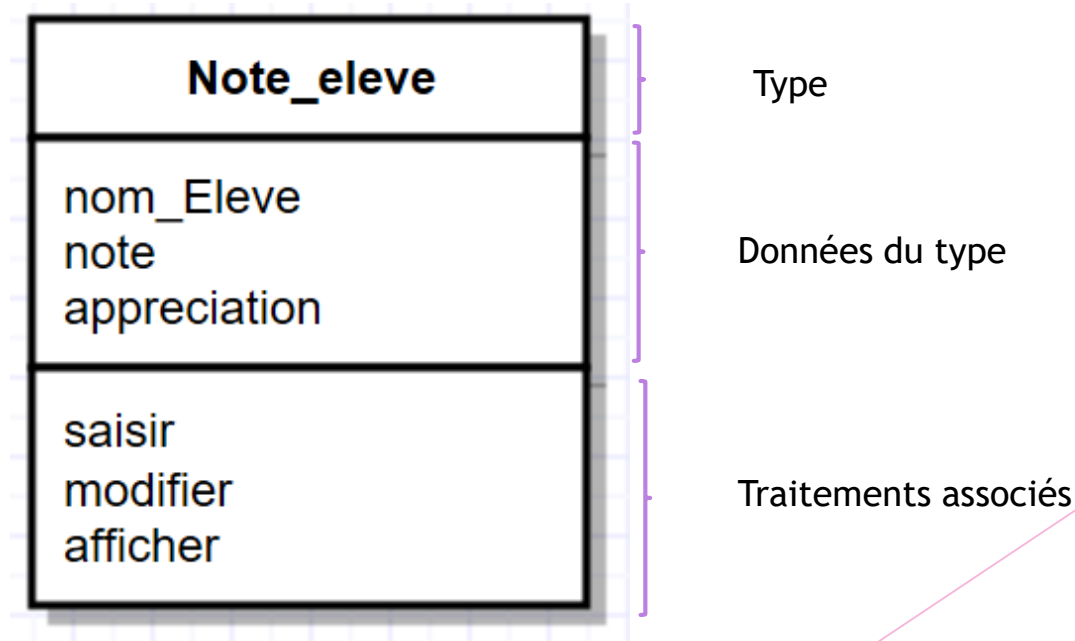 Note_eleve
Type
nom_Eleve
note
appreciation
Données du type
saisir
modifier
afficher
Traitements associés